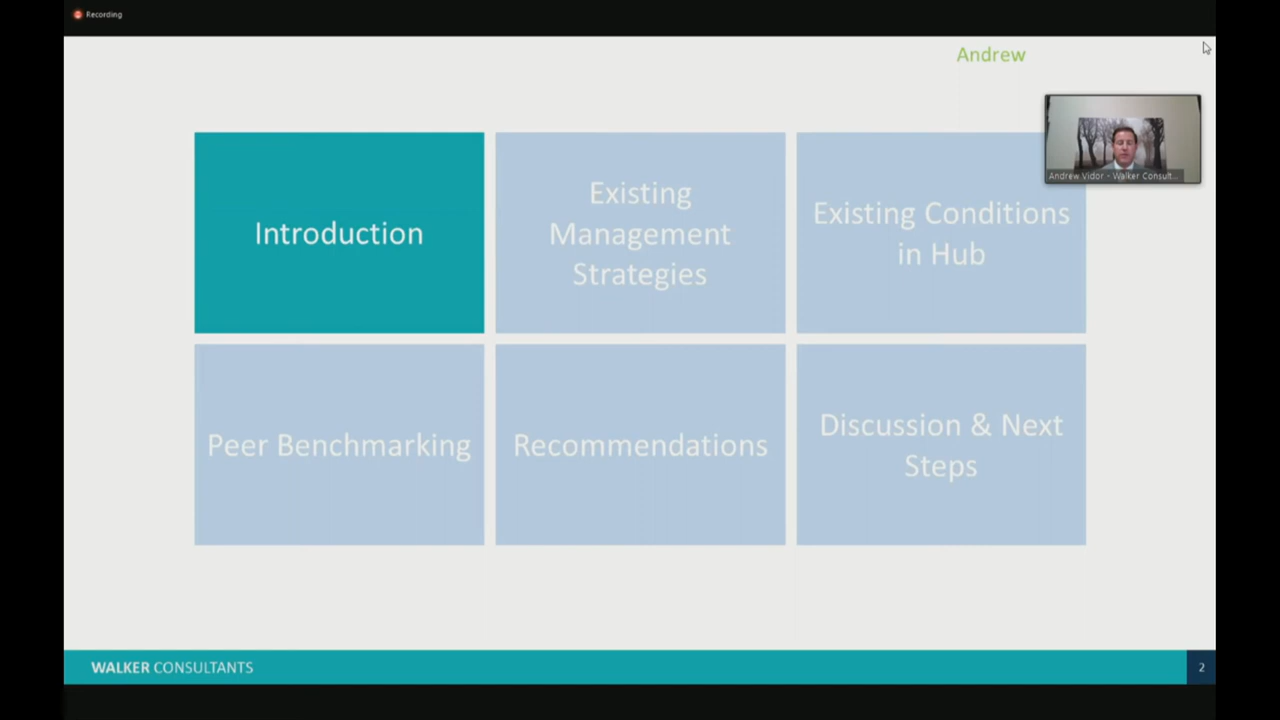 Recording
Andrew
Andrew Vidor - Walker Consult...
Introduction
Existing
Management
Strategies
Existing Conditions
in Hub
Peer Benchmarking
Recommendations
Discussion & Next
Steps
WALKER CONSULTANTS
2